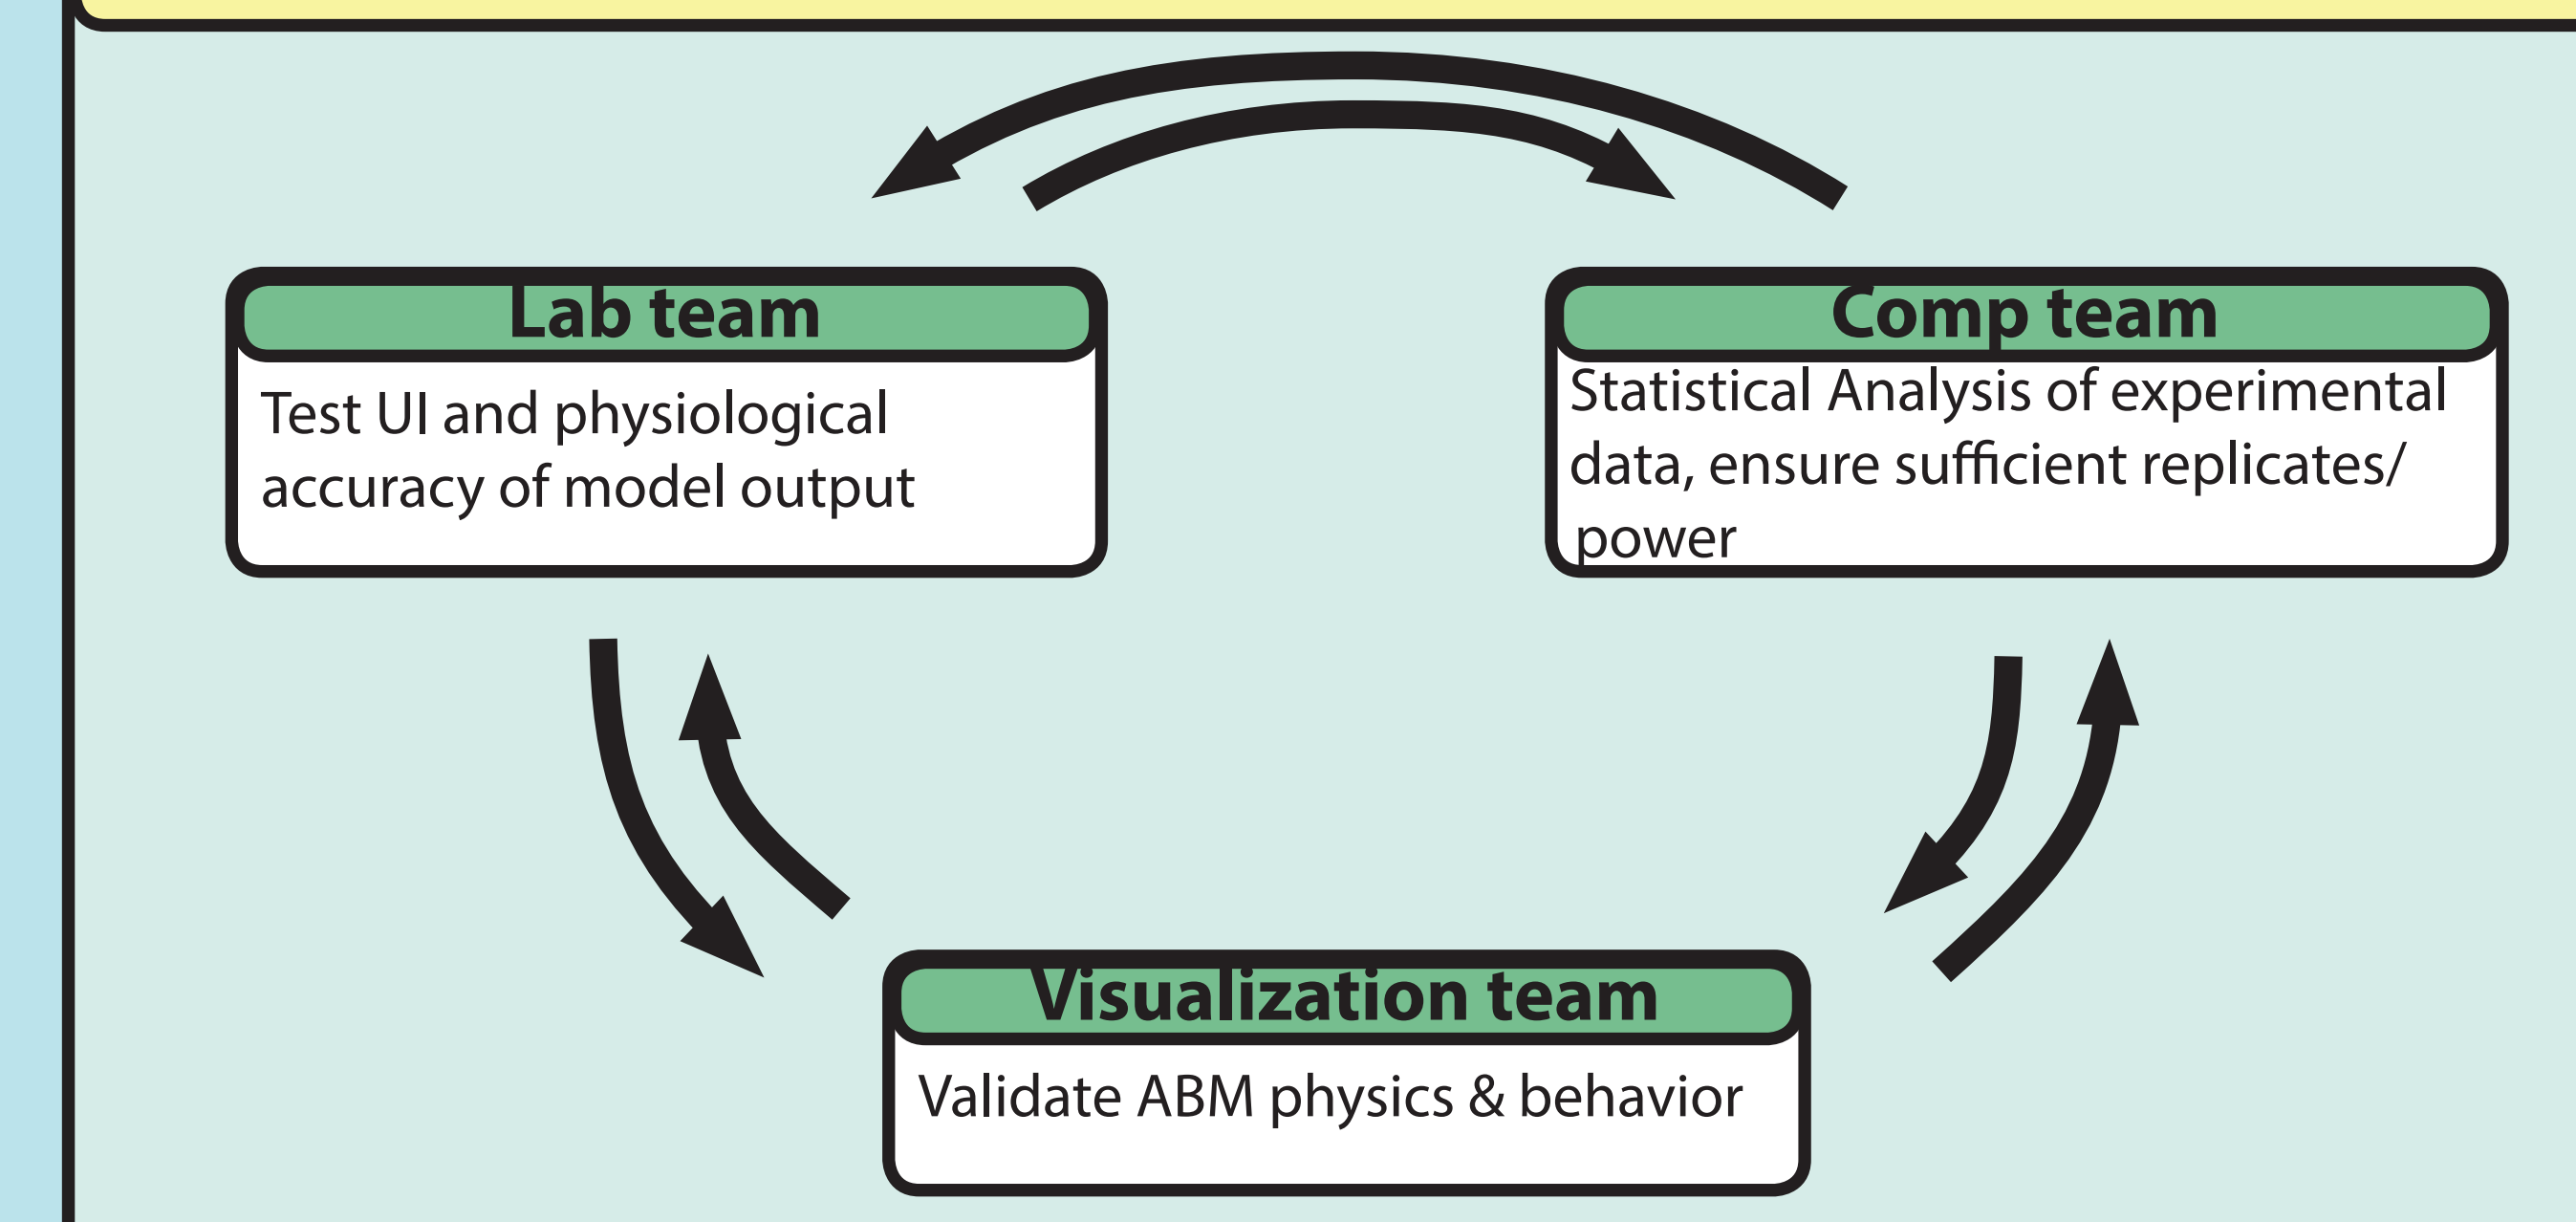 Lab team
Test UI and physiological
accuracy of model output
Comp team
Statistical Analysis of experimental
data, ensure sufficient replicates/
power
Visualization team
Validate ABM physics & behavior